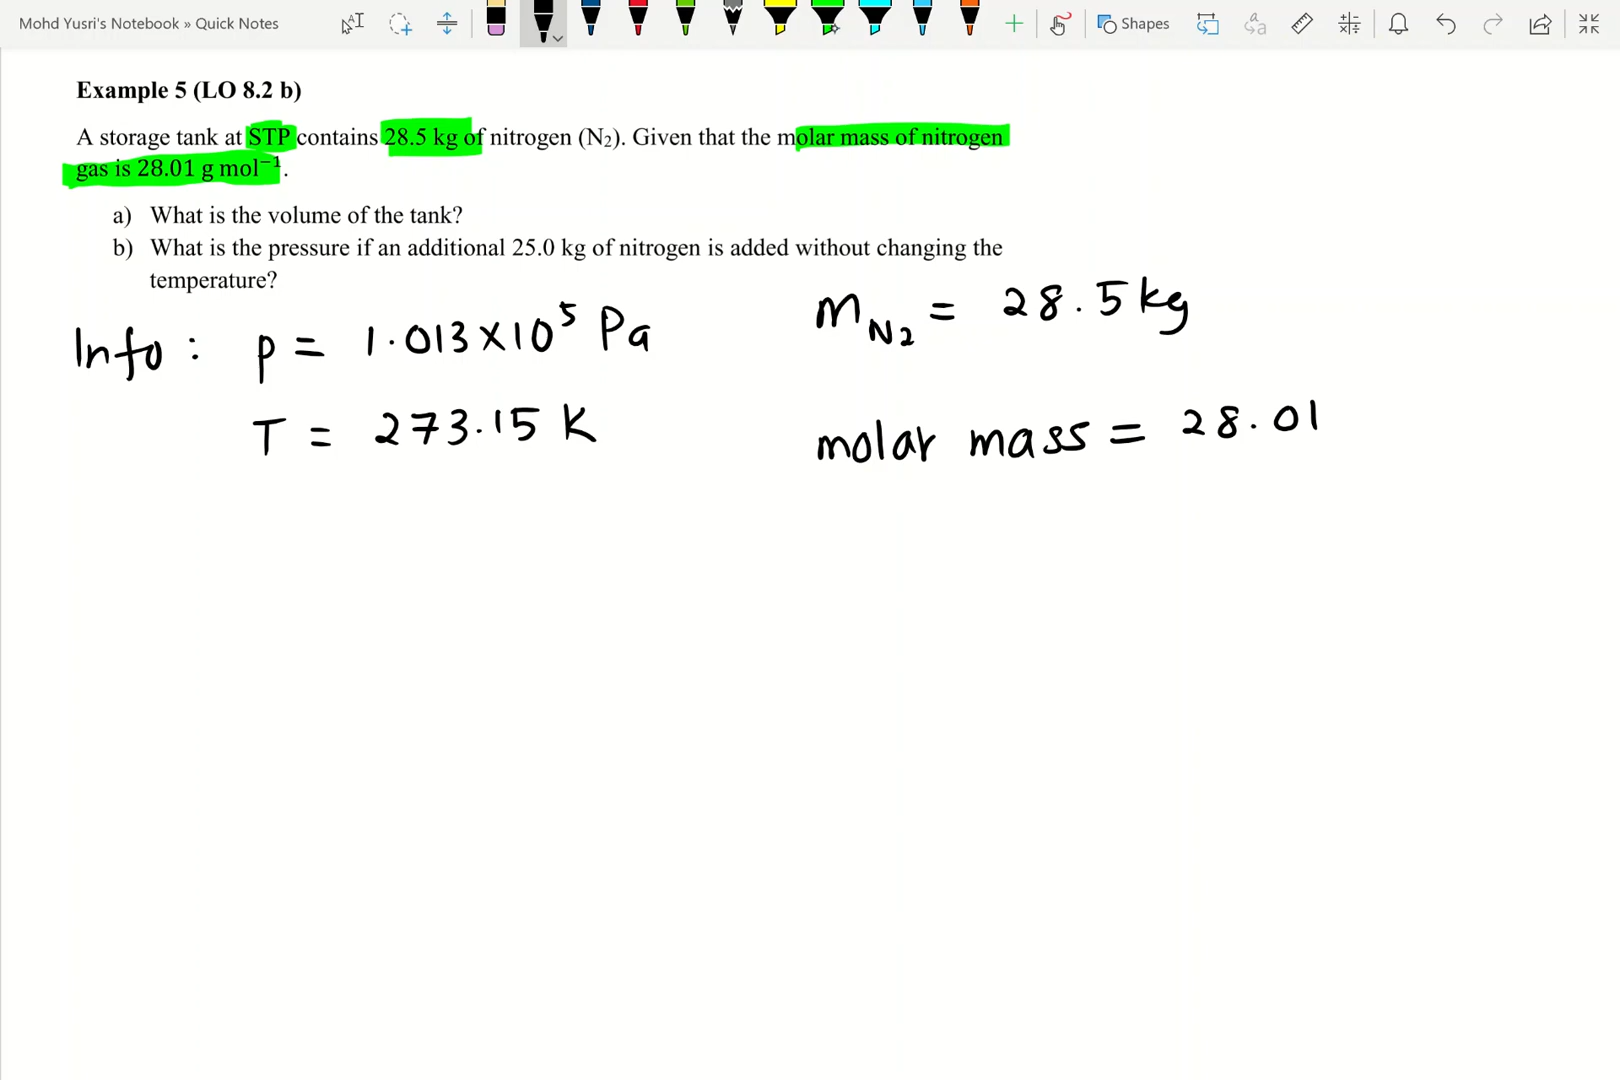 Mohd Yusri's Notebook » Quick Notes
Shapes
Example 5 (LO 8.2 b)
A storage tank at STP contains 28.5 kg of nitrogen (N₂). Given that the molar mass of nitrogen
gas is 28.01 g mol⁻¹.
a) What is the volume of the tank?
b) What is the pressure if an additional 25.0 kg of nitrogen is added without changing the
temperature?
Info : p = 1.013×10⁵ Pa
m N2 = 28.5 kg
T = 273.15 K
molar mass = 28.01